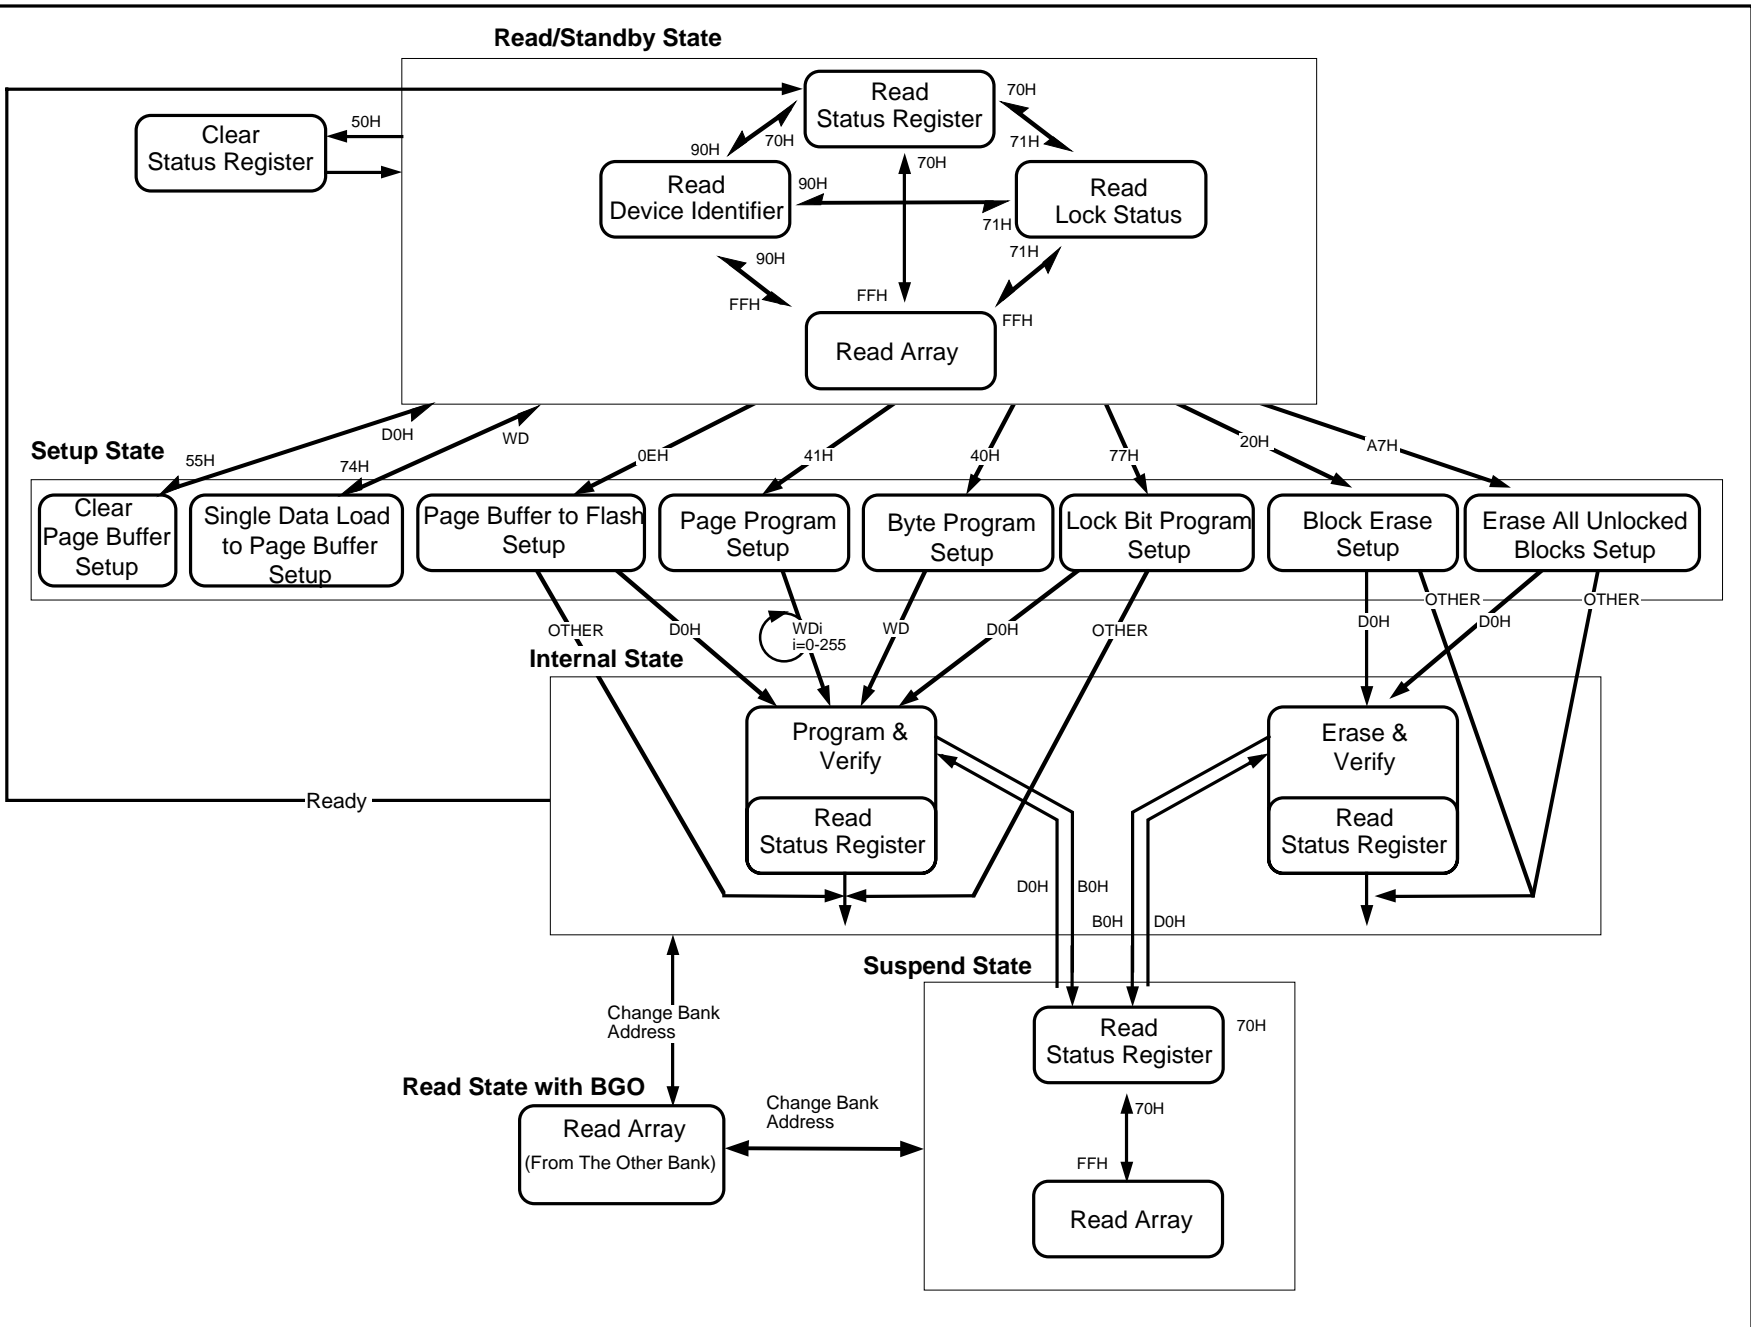 Read/Standby State
Read
Status Register
70H
50H
Clear
Status Register
90H
70H
71H
70H
Read
Device Identifier
90H
Read
Lock Status
71H
90H
71H
FFH
FFH
FFH
Read Array
Setup State
55H
D0H
74H
WD
0EH
41H
40H
77H
20H
A7H
Clear
Page Buffer
Setup
Single Data Load
to Page Buffer
Setup
Page Buffer to Flash
Setup
Page Program
Setup
Byte Program
Setup
Lock Bit Program
Setup
Block Erase
Setup
Erase All Unlocked
Blocks Setup
OTHER
D0H
WDi
i=0-255
WD
D0H
OTHER
D0H
OTHER
D0H
OTHER
Internal State
Program &
Verify
Read
Status Register
Erase &
Verify
Read
Status Register
Ready
D0H
B0H
B0H
D0H
Suspend State
Change Bank
Address
Read
Status Register
70H
Read State with BGO
Read Array
(From The Other Bank)
Change Bank
Address
70H
FFH
Read Array